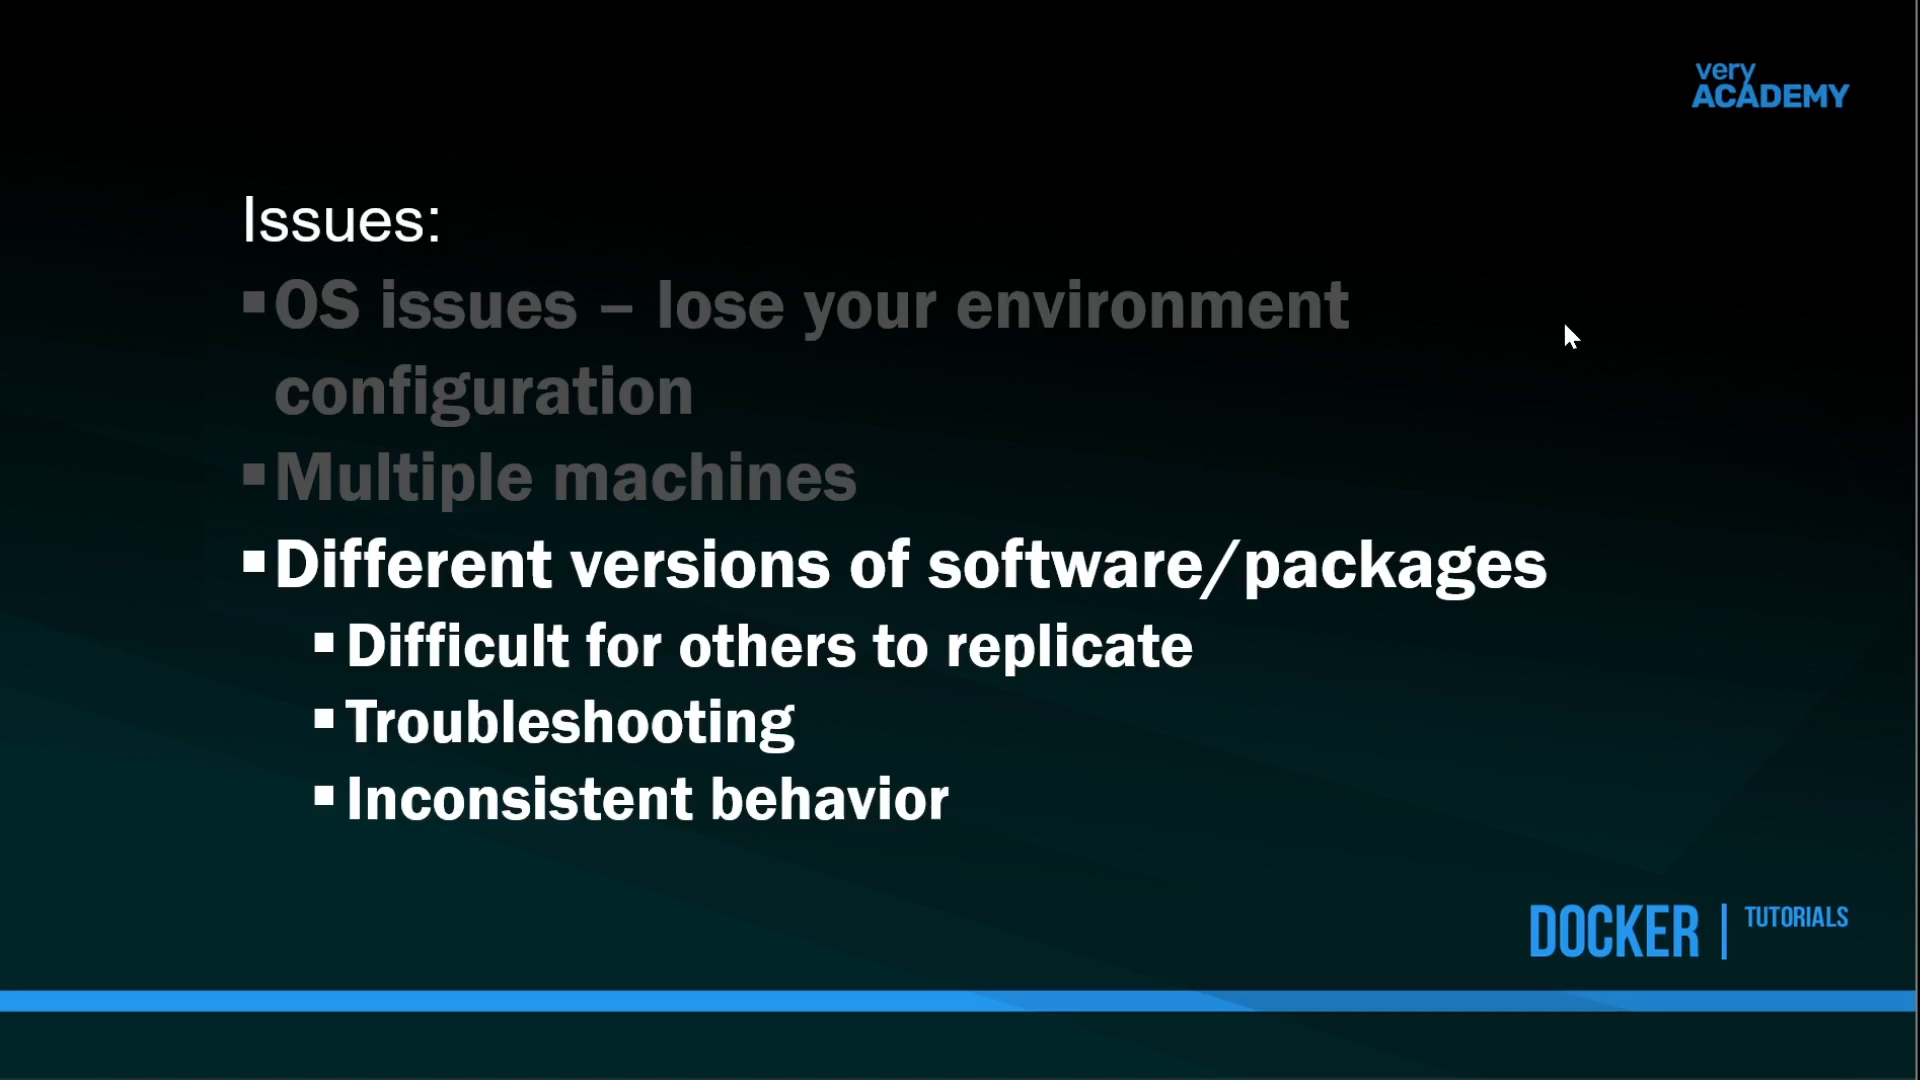 very
ACADEMY
Issues:
▪OS issues – lose your environment
configuration
▪Multiple machines
▪Different versions of software/packages
▪Difficult for others to replicate
▪Troubleshooting
▪Inconsistent behavior
DOCKER | TUTORIALS